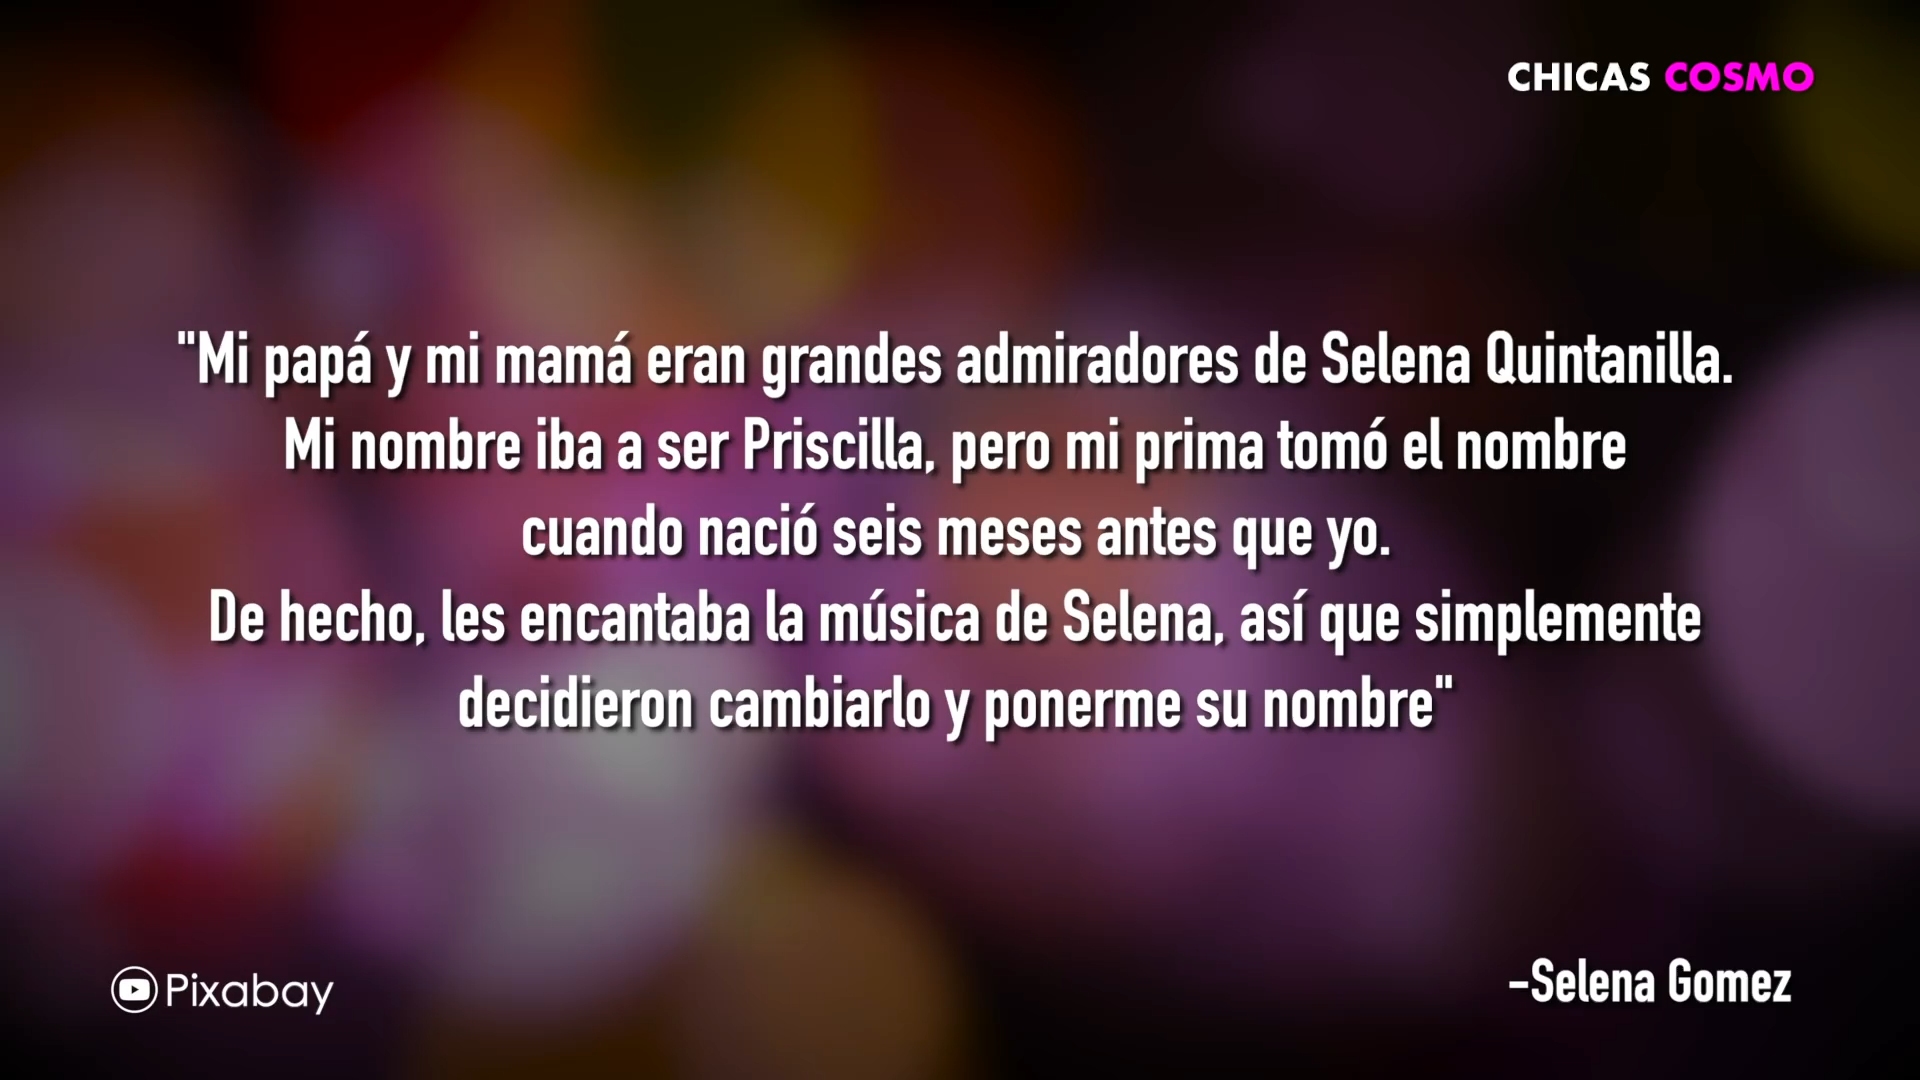 CHICAS COSMO
"Mi papá y mi mamá eran grandes admiradores de Selena Quintanilla.
Mi nombre iba a ser Priscilla, pero mi prima tomó el nombre
cuando nació seis meses antes que yo.
De hecho, les encantaba la música de Selena, así que simplemente
decidieron cambiarlo y ponerme su nombre"
-Selena Gomez
Pixabay